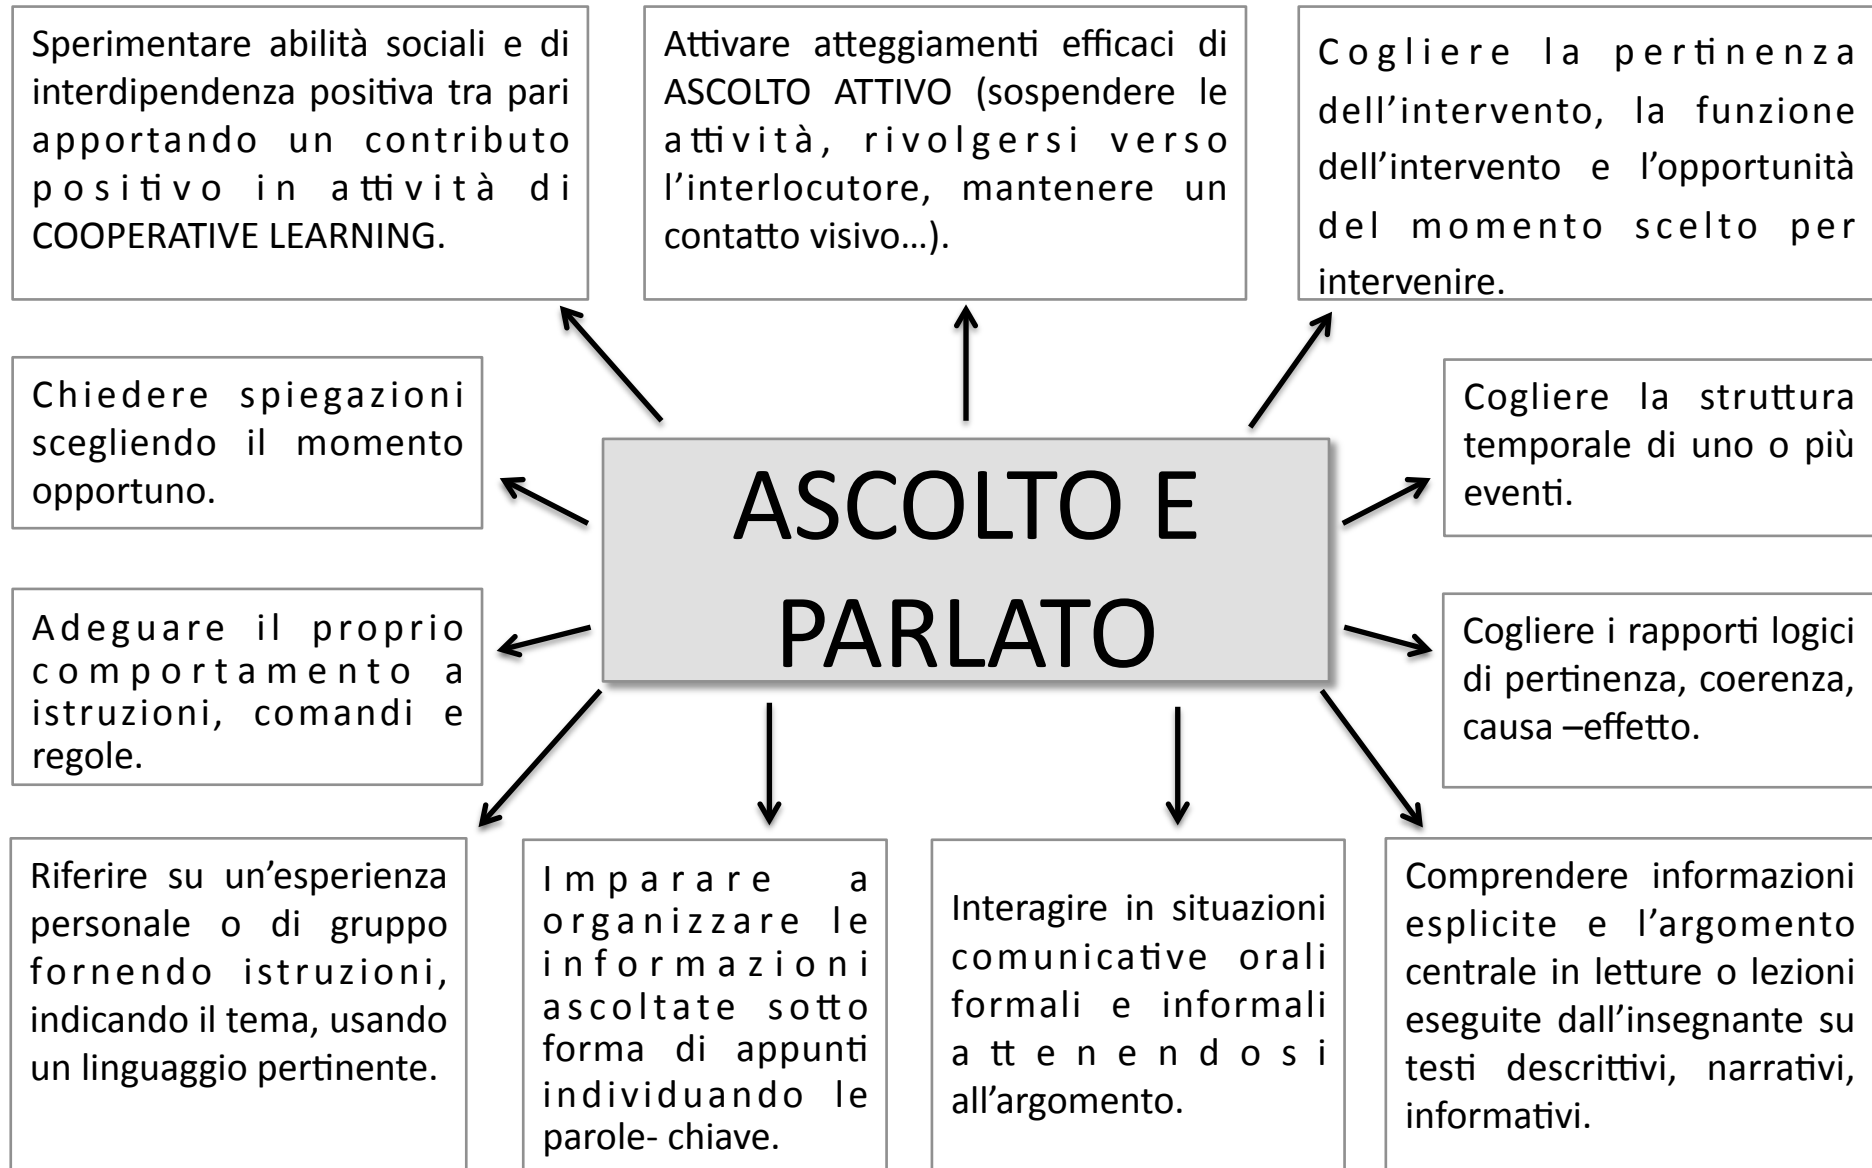 Sperimentare abilità sociali e di
interdipendenza positiva tra pari
apportando un contributo
positivo in attività di
COOPERATIVE LEARNING.
Attivare atteggiamenti efficaci di
ASCOLTO ATTIVO (sospendere le
attività, rivolgersi verso
l’interlocutore, mantenere un
contatto visivo…).
Cogliere la pertinenza
dell’intervento, la funzione
dell’intervento e l’opportunità
del momento scelto per
intervenire.
Chiedere spiegazioni
scegliendo il momento
opportuno.
ASCOLTO E
PARLATO
Cogliere la struttura
temporale di uno o più
eventi.
Adeguare il proprio
comportamento a
istruzioni, comandi e
regole.
Cogliere i rapporti logici
di pertinenza, coerenza,
causa –effetto.
Riferire su un’esperienza
personale o di gruppo
fornendo istruzioni,
indicando il tema, usando
un linguaggio pertinente.
Imparare a
organizzare le
informazioni
ascoltate sotto
forma di appunti
individuando le
parole- chiave.
Interagire in situazioni
comunicative orali
formali e informali
attenendosi
all’argomento.
Comprendere informazioni
esplicite e l’argomento
centrale in letture o lezioni
eseguite dall’insegnante su
testi descrittivi, narrativi,
informativi.